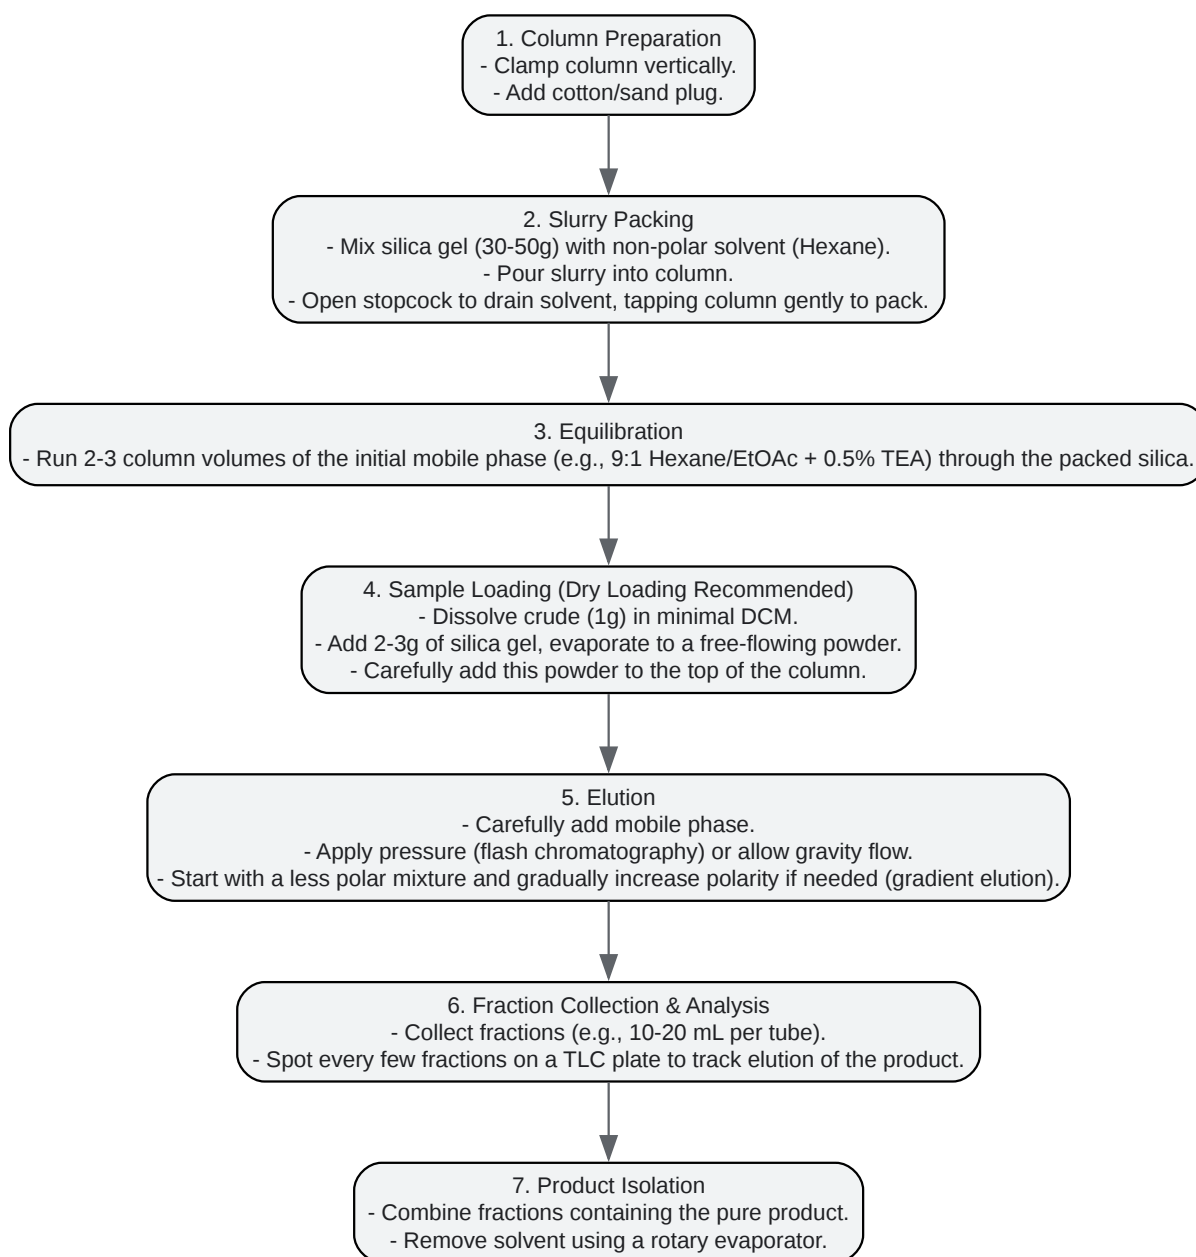 1. Column Preparation
- Clamp column vertically.
- Add cotton/sand plug.
2. Slurry Packing
- Mix silica gel (30-50g) with non-polar solvent (Hexane).
- Pour slurry into column.
- Open stopcock to drain solvent, tapping column gently to pack.
3. Equilibration
- Run 2-3 column volumes of the initial mobile phase (e.g., 9:1 Hexane/EtOAc + 0.5% TEA) through the packed silica.
4. Sample Loading (Dry Loading Recommended)
- Dissolve crude (1g) in minimal DCM.
- Add 2-3g of silica gel, evaporate to a free-flowing powder.
- Carefully add this powder to the top of the column.
5. Elution
- Carefully add mobile phase.
- Apply pressure (flash chromatography) or allow gravity flow.
- Start with a less polar mixture and gradually increase polarity if needed (gradient elution).
6. Fraction Collection & Analysis
- Collect fractions (e.g., 10-20 mL per tube).
- Spot every few fractions on a TLC plate to track elution of the product.
7. Product Isolation
- Combine fractions containing the pure product.
- Remove solvent using a rotary evaporator.